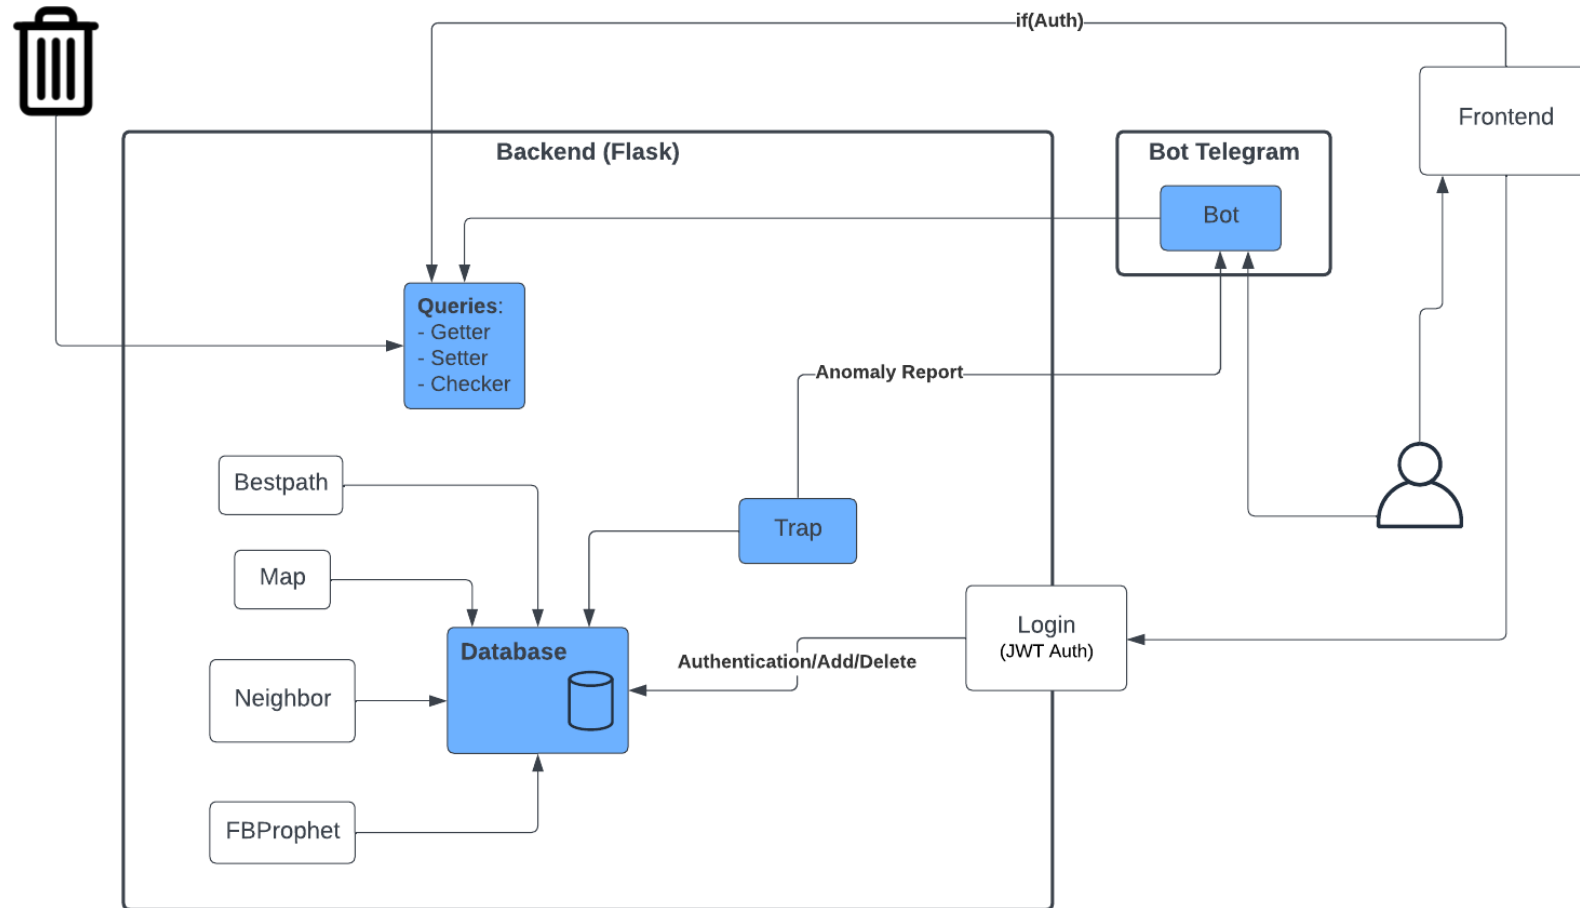 if(Auth)
Frontend
Backend (Flask)
Bot Telegram
Bot
Queries:
- Getter
- Setter
- Checker
Anomaly Report
Bestpath
Trap
Map
Login
(JWT Auth)
Database
Authentication/Add/Delete
Neighbor
FBProphet